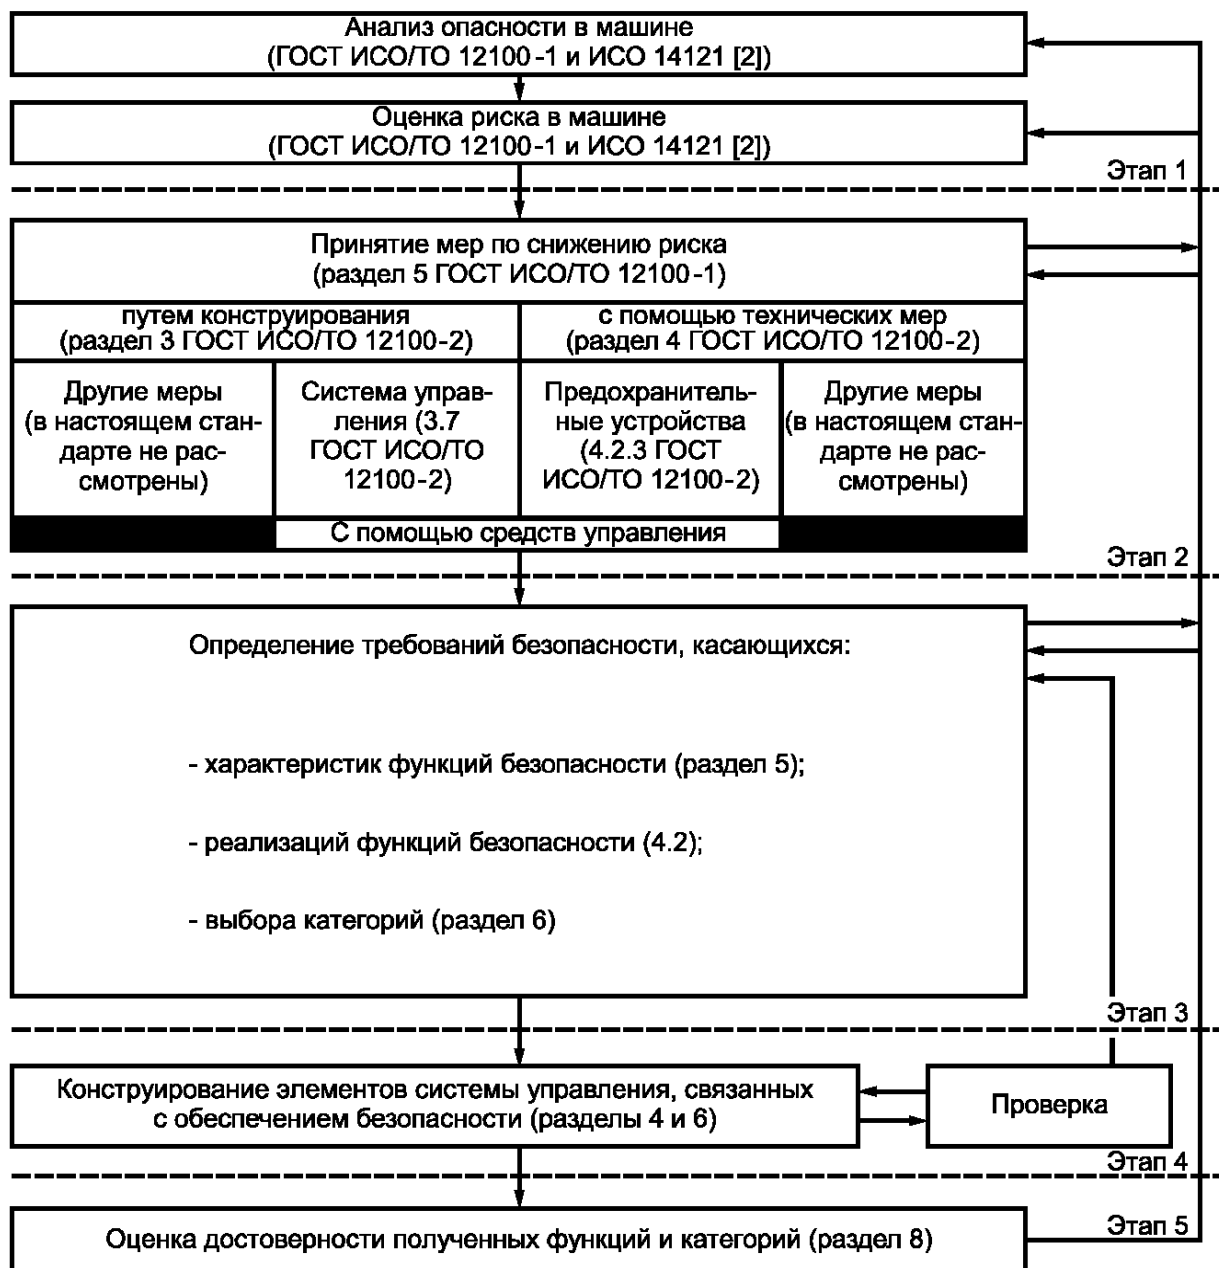 Анализ опасности в машине
(ГОСТ ИСО/ТО 12100-1 и ИСО 14121 [2])
Оценка риска в машине
(ГОСТ ИСО/ТО 12100-1 и ИСО 14121 [2])
Этап 1
Принятие мер по снижению риска
(раздел 5 ГОСТ ИСО/ТО 12100-1)
путем конструирования
(раздел 3 ГОСТ ИСО/ТО 12100-2)
с помощью технических мер
(раздел 4 ГОСТ ИСО/ТО 12100-2)
Другие меры
(в настоящем стан-
дарте не рас-
смотрены)
Система управ-
ления (3.7
ГОСТ ИСО/ТО
12100-2)
Предохранитель-
ные устройства
(4.2.3 ГОСТ
ИСО/ТО 12100-2)
Другие меры
(в настоящем стан-
дарте не рас-
смотрены)
С помощью средств управления
Этап 2
Определение требований безопасности, касающихся:
- характеристик функций безопасности (раздел 5);
- реализаций функций безопасности (4.2);
- выбора категорий (раздел 6)
Этап 3
Конструирование элементов системы управления, связанных
с обеспечением безопасности (разделы 4 и 6)
Проверка
Этап 4
Оценка достоверности полученных функций и категорий (раздел 8)
Этап 5